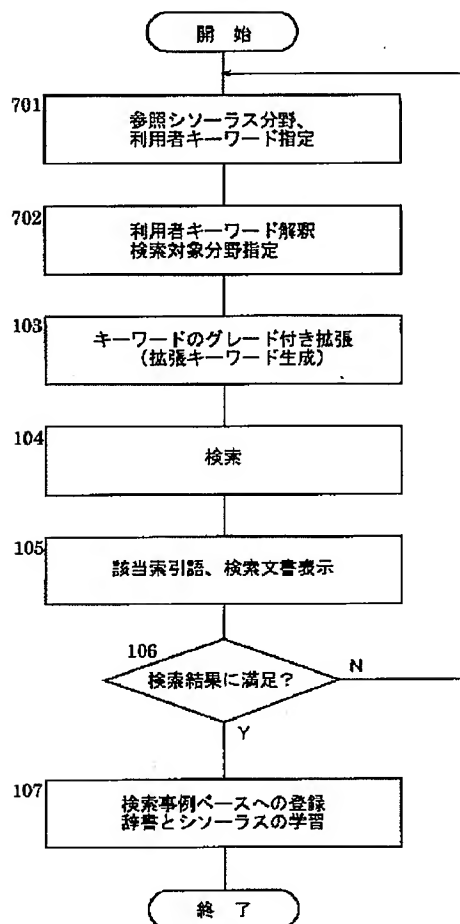 開 始
701
参照シソーラス分野、
利用者キーワード指定
702
利用者キーワード解釈
検索対象分野指定
103
キーワードのグレード付き拡張
(拡張キーワード生成)
104
検索
105
該当索引語、検索文書表示
106
検索結果に満足?
N
Y
107
検索事例ベースへの登録
辞書とシソーラスの学習
終 了